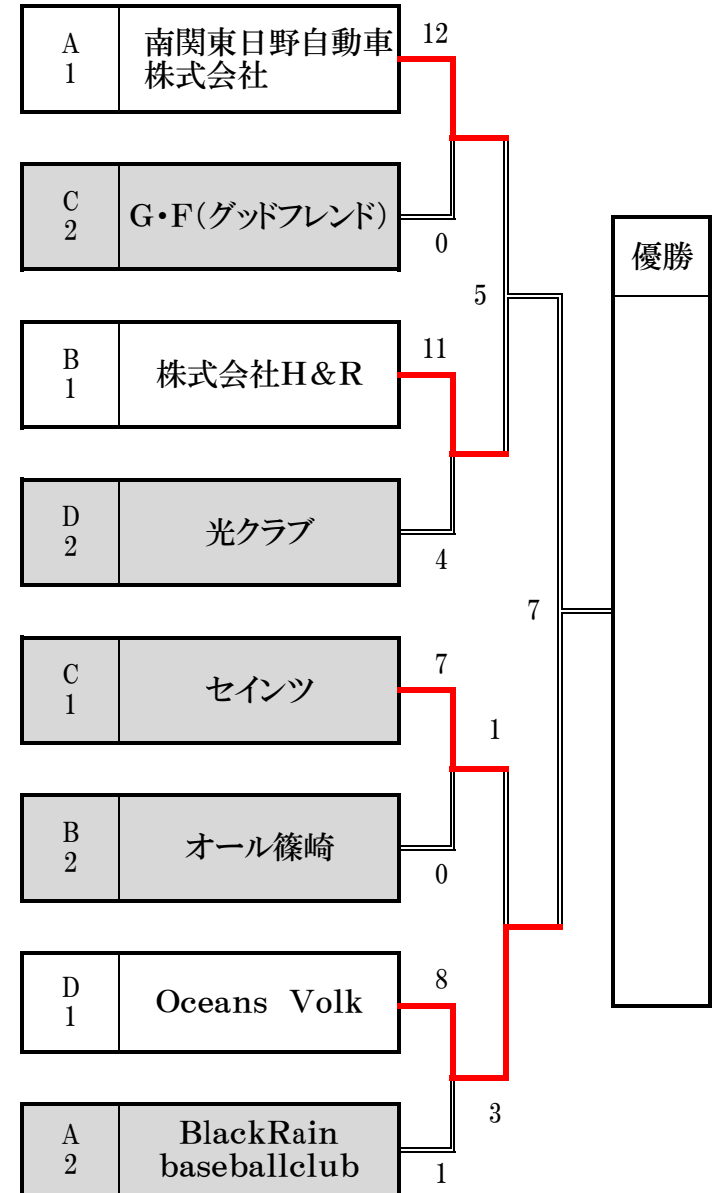 A
1
南関東日野自動車
株式会社
12
C
2
G・F(グッドフレンド)
0
5
優勝
B
1
株式会社H&R
11
D
2
光クラブ
4
7
C
1
セインツ
7
1
B
2
オール篠崎
0
D
1
Oceans Volk
8
3
A
2
BlackRain
baseballclub
1